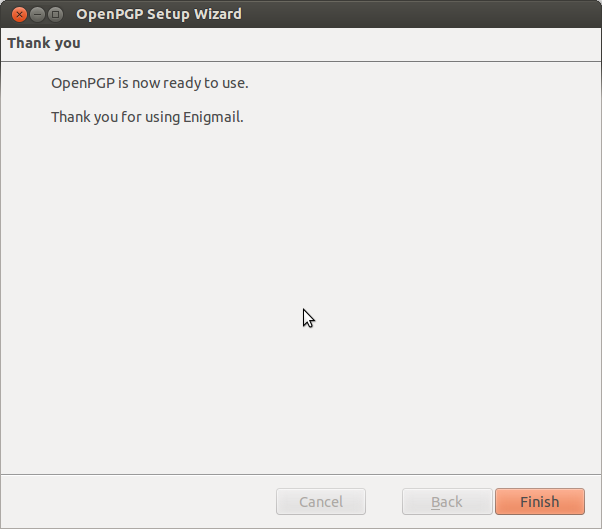 OpenPGP Setup Wizard
Thank you
OpenPGP is now ready to use.
Thank you for using Enigmail.
Cancel
Back
Finish